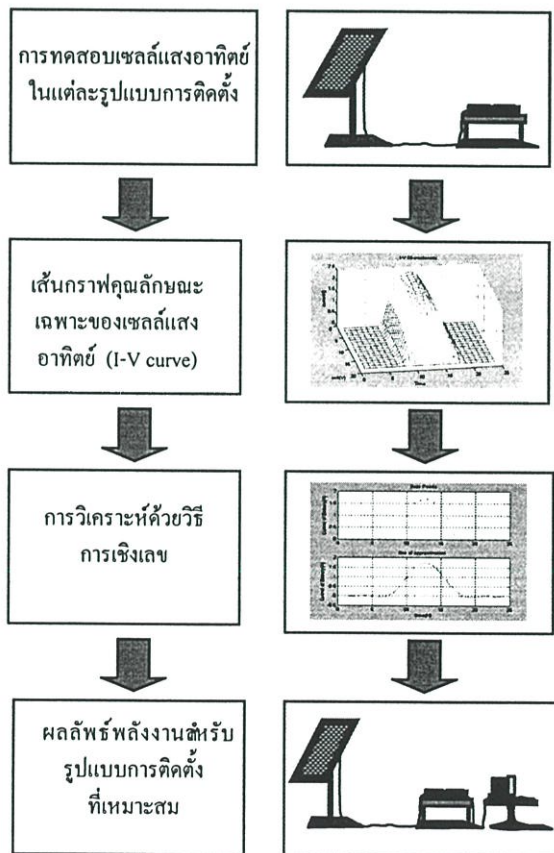 การทดสอบเซลล์แสงอาทิตย์
ในแต่ละรูปแบบการติดตั้ง
เส้นกราฟคุณลักษณะ
เฉพาะของเซลล์แสง
อาทิตย์ (I-V curve)
Time
การวิเคราะห์ด้วยวิธี
การเชิงเลข
Data Points
ผลลัพธ์พลังงานสำหรับ
รูปแบบการติดตั้ง
ที่เหมาะสม